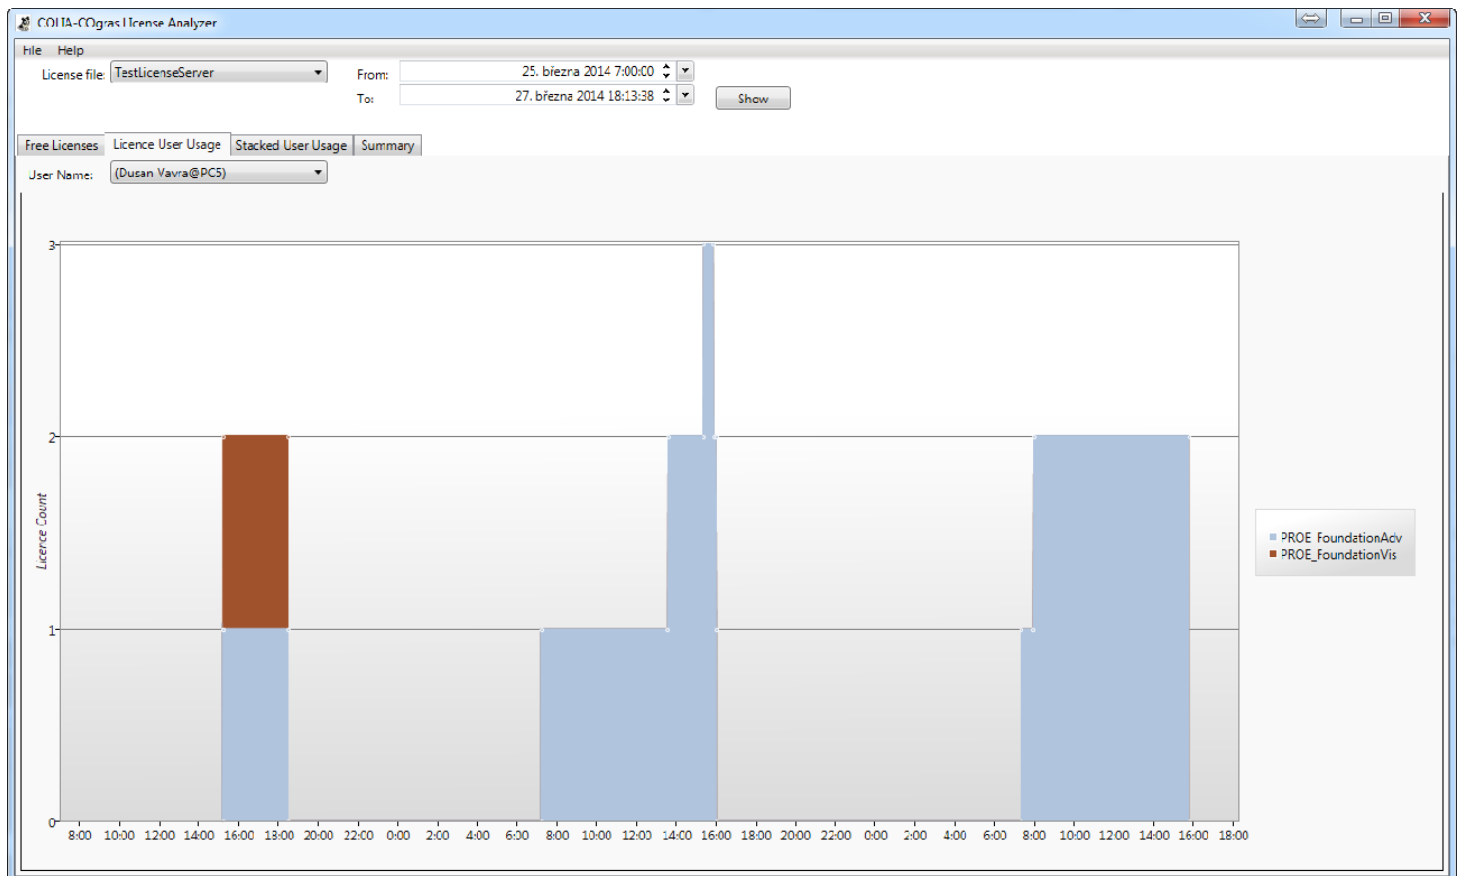 COLIA-COgras License Analyzer
File Help
License file: TestLicenseServer From: 25. března 2014 7:00:00
To: 27. března 2014 18:13:38 Show
Free Licenses Licence User Usage Stacked User Usage Summary
User Name: (Dusan Vavra@PC5)
3
2
1
0
Licence Count
PROE_FoundationAdv
PROE_FoundationVis
8:00 10:00 12:00 14:00 16:00 18:00 20:00 22:00 0:00 2:00 4:00 6:00 8:00 10:00 12:00 14:00 16:00 18:00 20:00 22:00 0:00 2:00 4:00 6:00 8:00 10:00 12:00 14:00 16:00 18:00